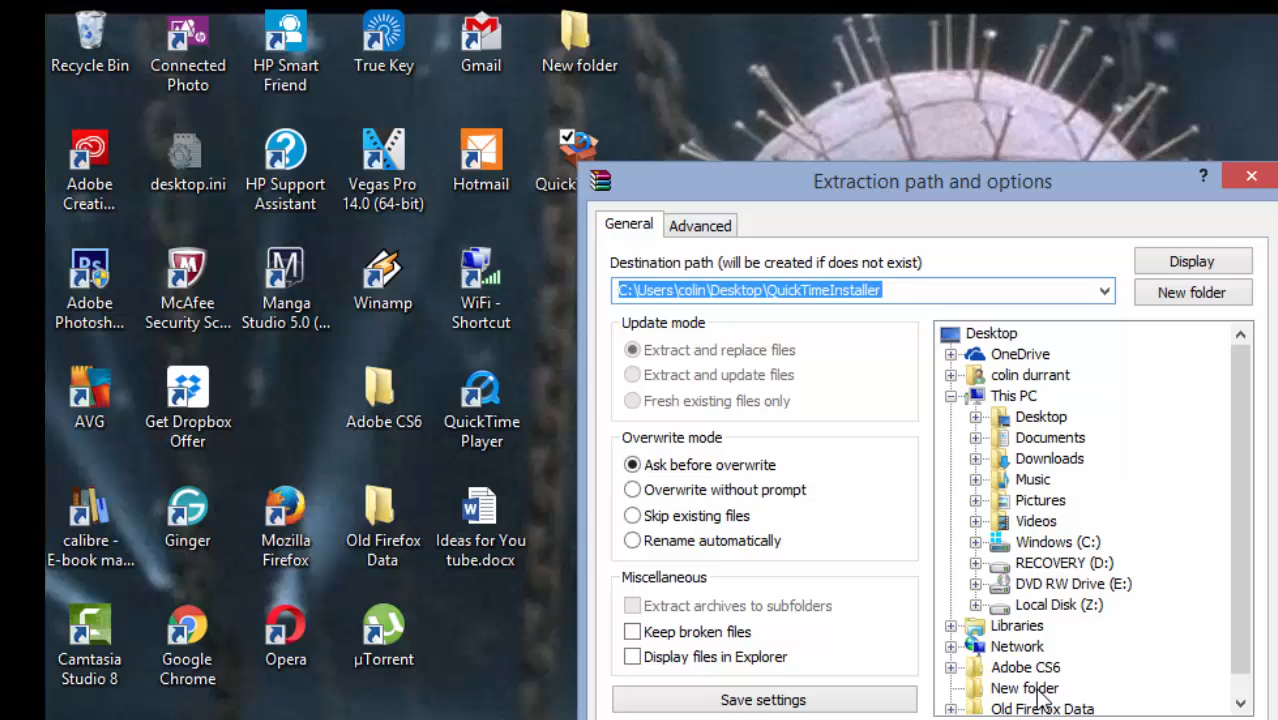 Recycle Bin
Connected
Photo
HP Smart
Friend
True Key
Gmail
New folder
Adobe
Creati...
desktop.ini
HP Support
Assistant
Vegas Pro
14.0 (64-bit)
Hotmail
Quick
Adobe
Photosh...
McAfee
Security Sc...
Manga
Studio 5.0 (...
Winamp
WiFi -
Shortcut
AVG
Get Dropbox
Offer
Adobe CS6
QuickTime
Player
calibre -
E-book ma...
Ginger
Mozilla
Firefox
Old Firefox
Data
Ideas for You
tube.docx
Camtasia
Studio 8
Google
Chrome
Opera
µTorrent
Extraction path and options
?
General
Advanced
Destination path (will be created if does not exist)
C:\Users\colin\Desktop\QuickTimeInstaller
Display
New folder
Update mode
Extract and replace files
Extract and update files
Fresh existing files only
Overwrite mode
Ask before overwrite
Overwrite without prompt
Skip existing files
Rename automatically
Miscellaneous
Extract archives to subfolders
Keep broken files
Display files in Explorer
Save settings
Desktop
OneDrive
colin durrant
This PC
Desktop
Documents
Downloads
Music
Pictures
Videos
Windows (C:)
RECOVERY (D:)
DVD RW Drive (E:)
Local Disk (Z:)
Libraries
Network
Adobe CS6
New folder
Old Firefox Data